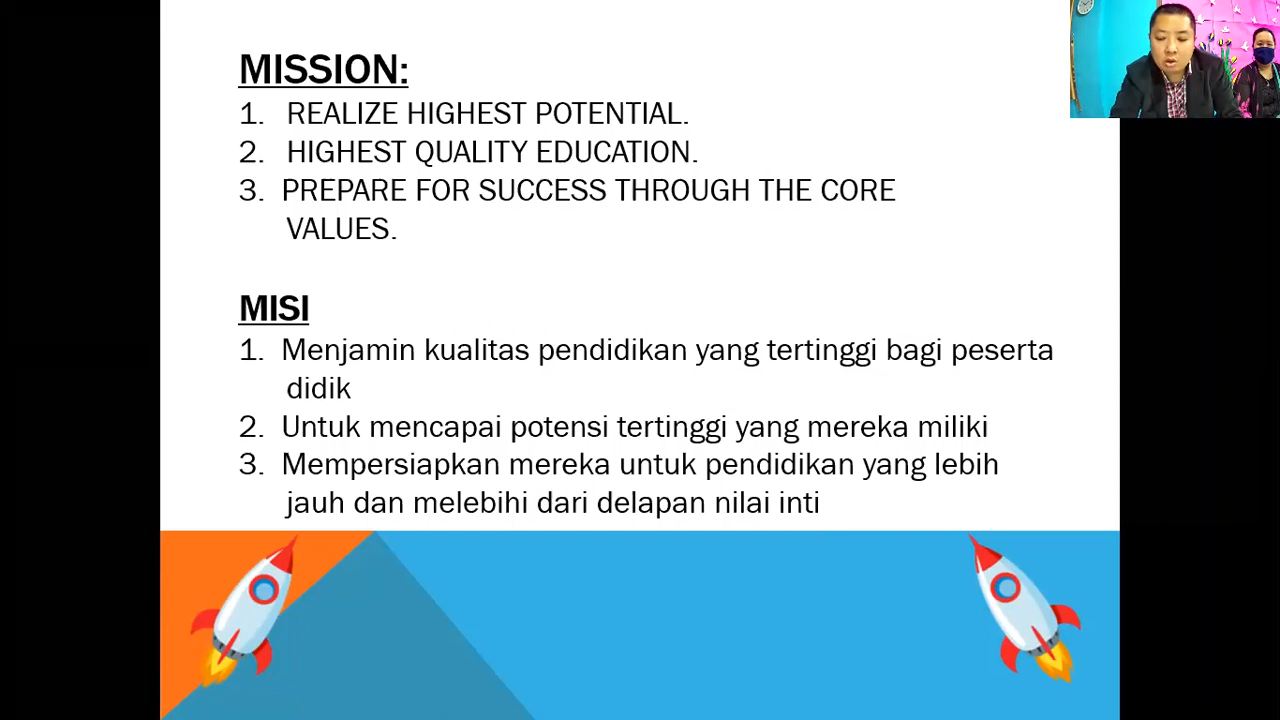 MISSION:
1. REALIZE HIGHEST POTENTIAL.
2. HIGHEST QUALITY EDUCATION.
3. PREPARE FOR SUCCESS THROUGH THE CORE
VALUES.
MISI
1. Menjamin kualitas pendidikan yang tertinggi bagi peserta
didik
2. Untuk mencapai potensi tertinggi yang mereka miliki
3. Mempersiapkan mereka untuk pendidikan yang lebih
jauh dan melebihi dari delapan nilai inti